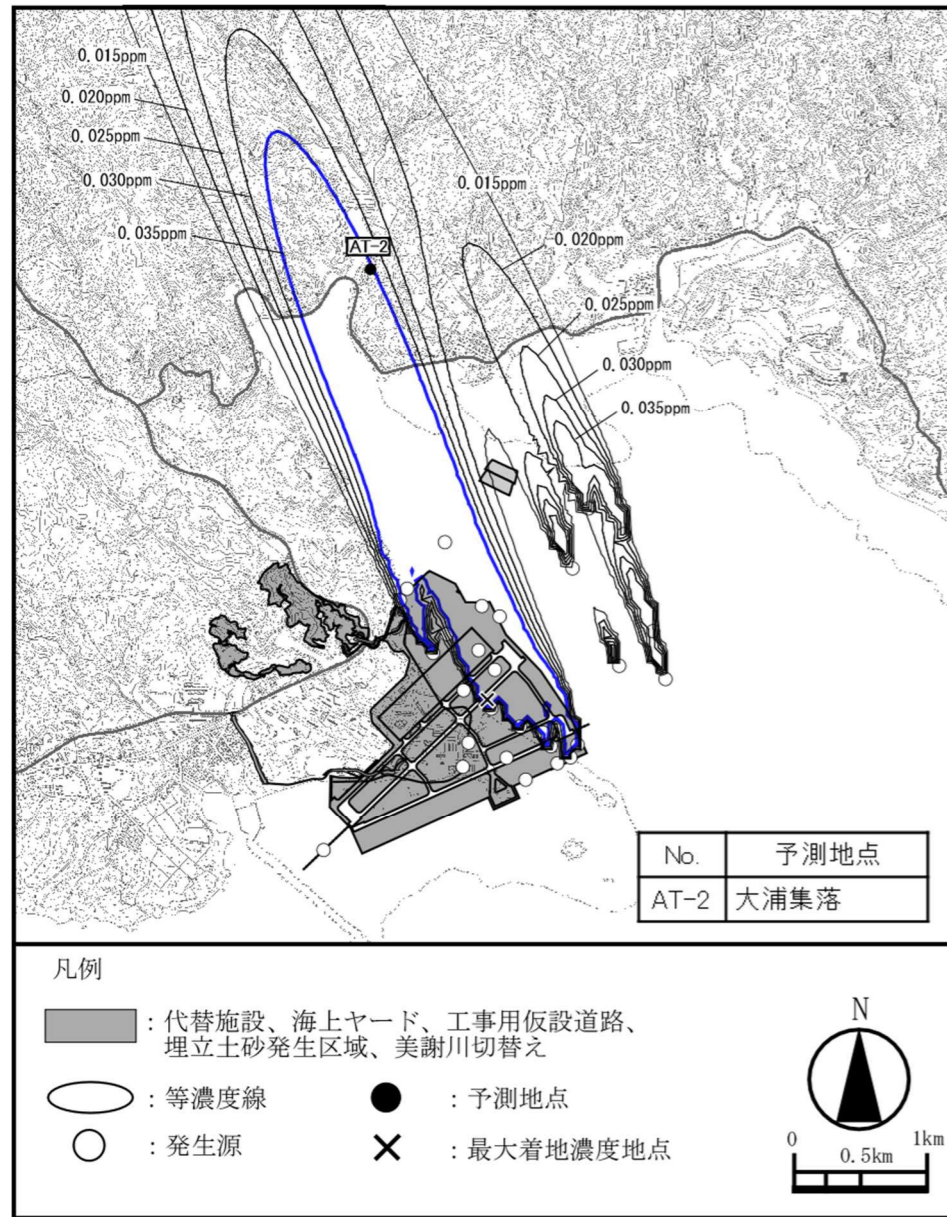 0.015ppm
0.020ppm
0.025ppm
0.030ppm
0.035ppm
AT-2
0.015ppm
0.020ppm
0.025ppm
0.030ppm
0.035ppm
No. 予測地点
AT-2 大浦集落
凡例
：代替施設、海上ヤード、工事用仮設道路、
埋立土砂発生区域、美謝川切替え
：等濃度線 ：予測地点
：発生源 ：最大着地濃度地点
N
0 0.5km 1km